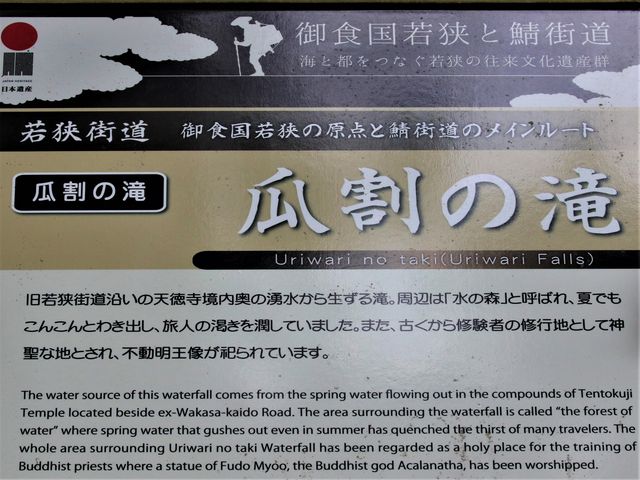 御食国若狭と鯖街道
海と都をつなぐ若狭の往来文化遺産群
JAPAN HERITAGE
日本遺産
若狭街道 御食国若狭の原点と鯖街道のメインルート
瓜割の滝 瓜割の滝
Uriwari no taki(Uriwari Falls)
旧若狭街道沿いの天徳寺境内奥の湧水から生ずる滝。周辺は「水の森」と呼ばれ、夏でも
こんこんとわき出し、旅人の渇きを潤していました。また、古くから修験者の修行地として神
聖な地とされ、不動明王像が祀られています。
The water source of this waterfall comes from the spring water flowing out in the compounds of Tentokuji
Temple located beside ex-Wakasa-kaido Road. The area surrounding the waterfall is called “the forest of
water” where spring water that gushes out even in summer has quenched the thirst of many travelers. The
whole area surrounding Uriwari no taki Waterfall has been regarded as a holy place for the training of
Buddhist priests where a statue of Fudo Myoo, the Buddhist god Acalanatha, has been worshipped.